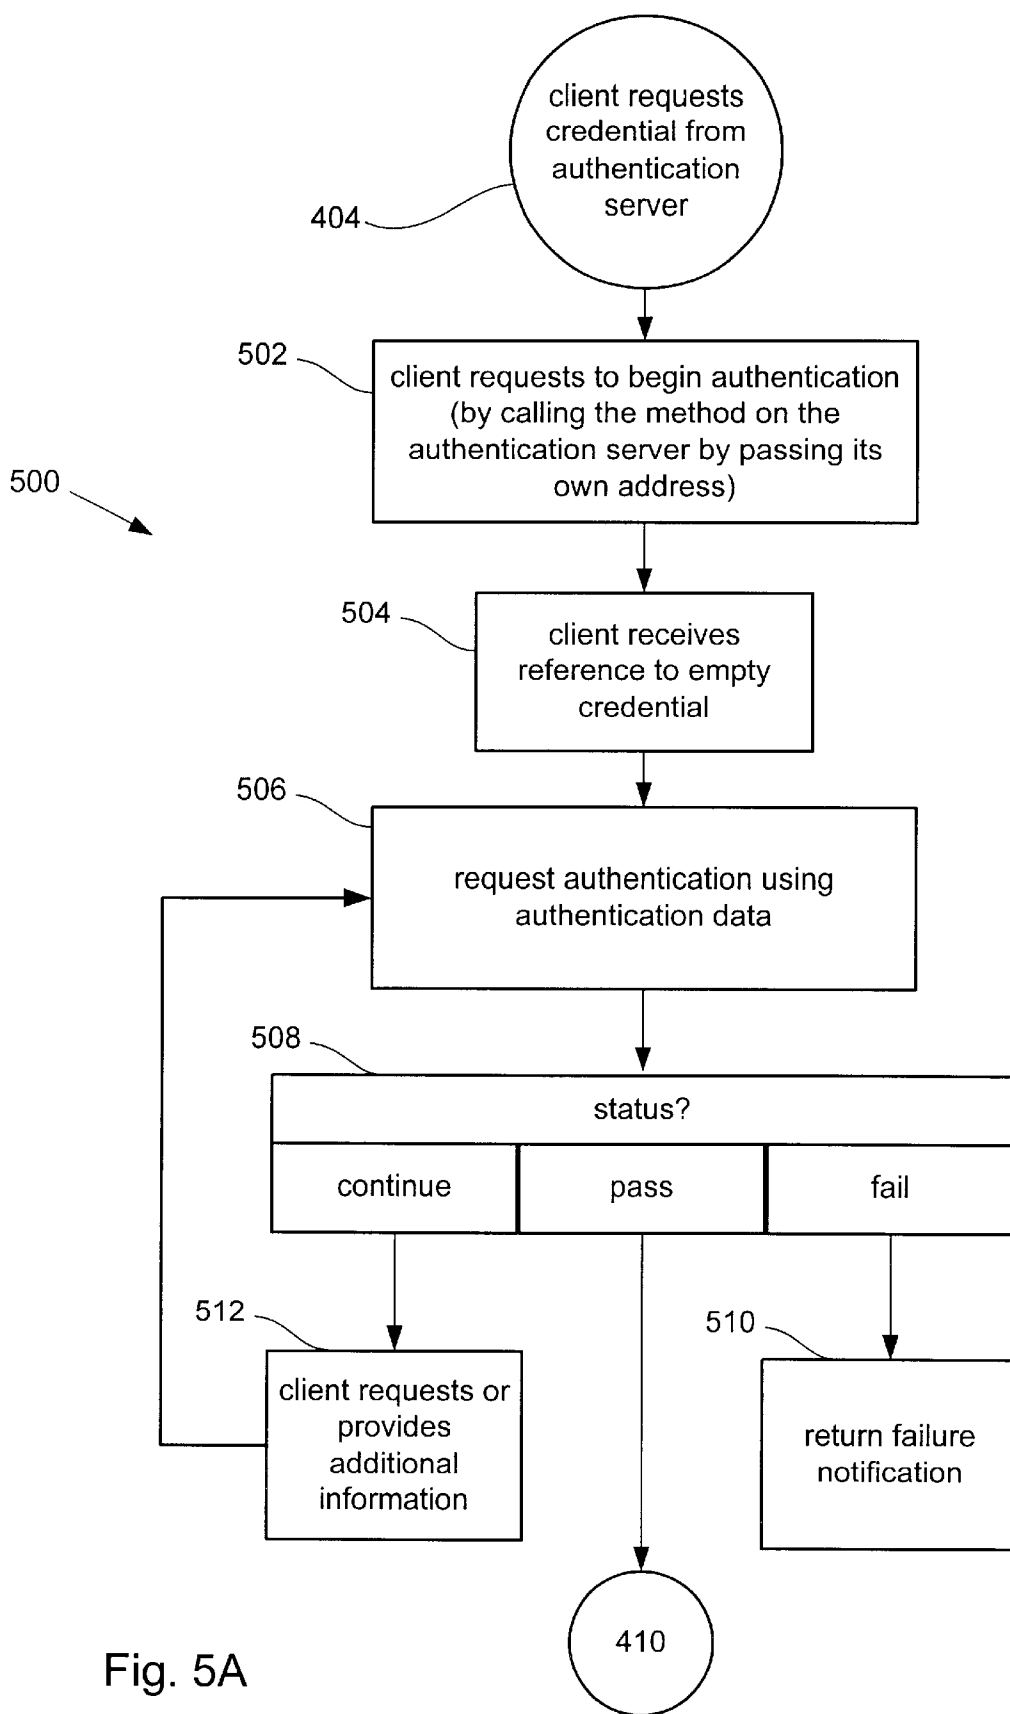 client requests
credential from
authentication
server
404
502
client requests to begin authentication
(by calling the method on the
authentication server by passing its
own address)
500
504
client receives
reference to empty
credential
506
request authentication using
authentication data
508
status?
continue
pass
fail
512
client requests or
provides
additional
information
510
return failure
notification
410
Fig. 5A